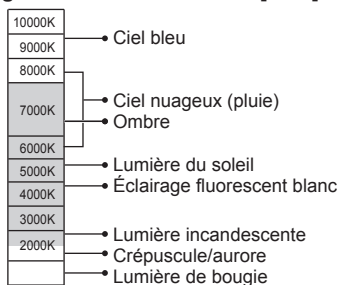 10000K
Ciel bleu
9000K
8000K
Ciel nuageux (pluie)
7000K
Ombre
6000K
5000K
Lumière du soleil
4000K
Éclairage fluorescent blanc
3000K
2000K
Lumière incandescente
Crépuscule/aurore
Lumière de bougie